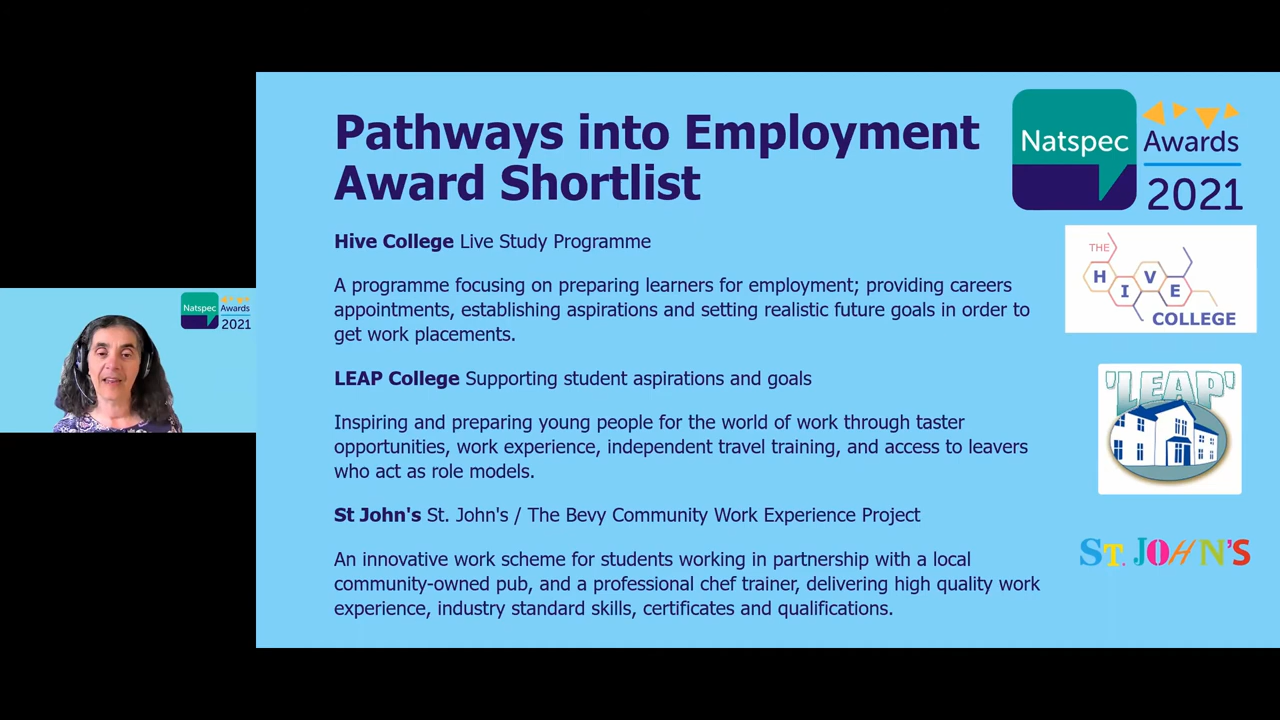 Pathways into Employment
Award Shortlist
Natspec
Awards
2021
Hive College Live Study Programme
A programme focusing on preparing learners for employment; providing careers
appointments, establishing aspirations and setting realistic future goals in order to
get work placements.
THE
HIVE
COLLEGE
LEAP College Supporting student aspirations and goals
Inspiring and preparing young people for the world of work through taster
opportunities, work experience, independent travel training, and access to leavers
who act as role models.
'LEAP'
St John's St. John's / The Bevy Community Work Experience Project
An innovative work scheme for students working in partnership with a local
community-owned pub, and a professional chef trainer, delivering high quality work
experience, industry standard skills, certificates and qualifications.
ST. JOHN'S
Natspec
Awards
2021